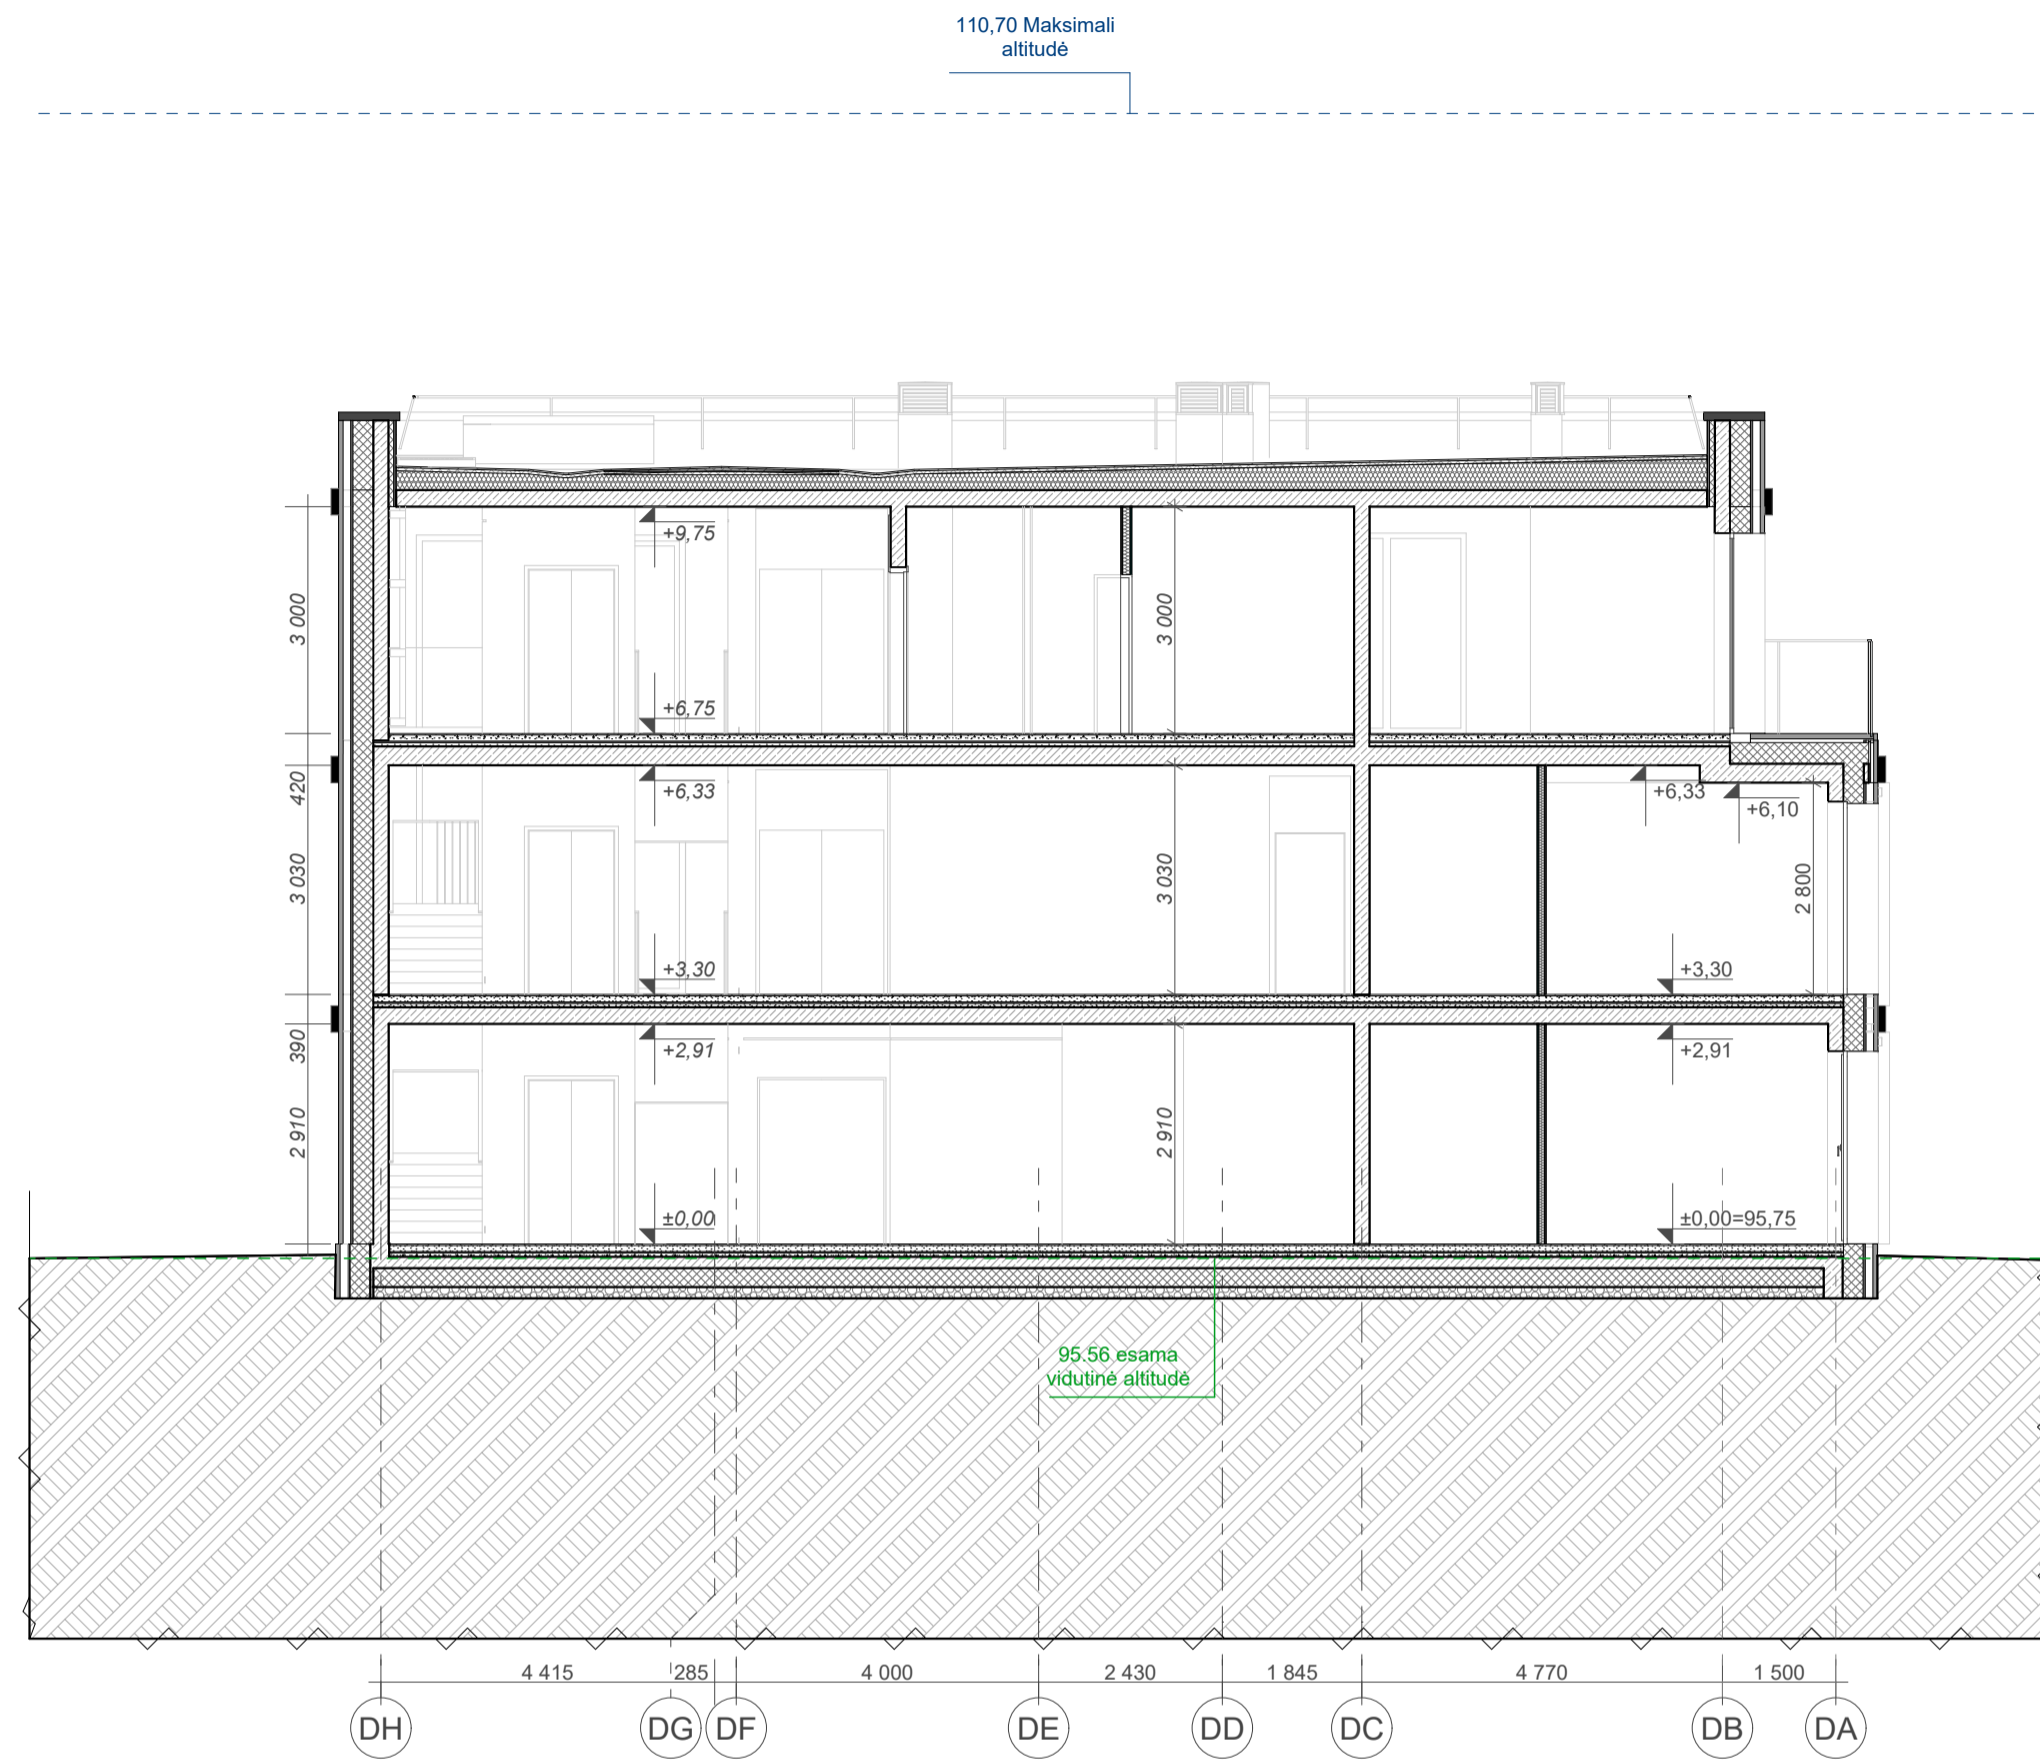 110,70 Maksimali
altitudė
+9,75
3 000
3 000
+6,75
420
+6,33
+6,33
+6,10
3 030
3 030
2 800
+3,30
+3,30
390
+2,91
+2,91
2 910
2 910
±0,00
±0,00=95,75
95.56 esama
vidutinė altitudė
4 415
285
4 000
2 430
1 845
4 770
1 500
DH
DG
DF
DE
DD
DC
DB
DA